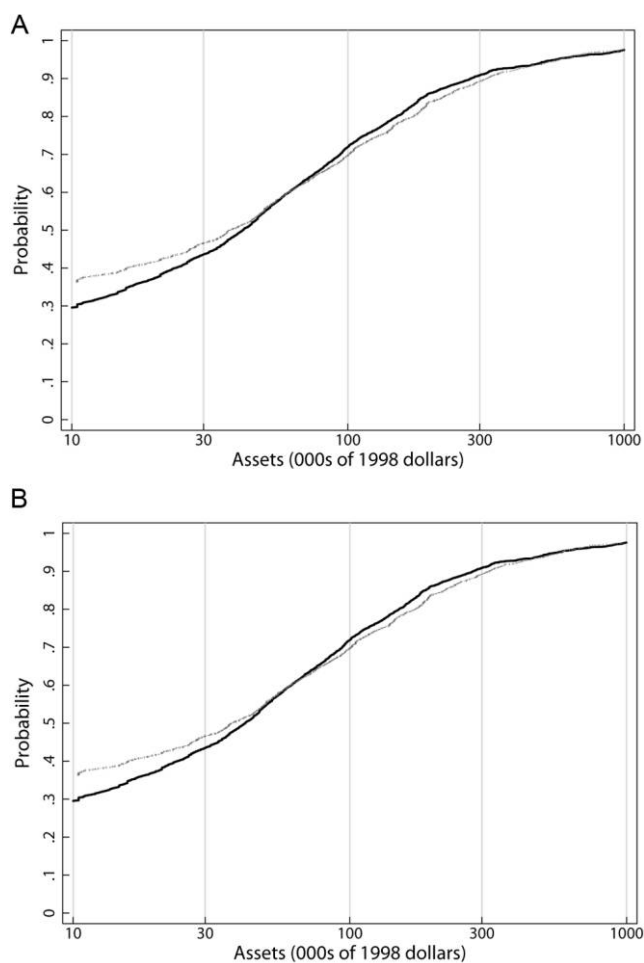 A
1
.9
.8
.7
.6
.5
.4
.3
.2
.1
0
Probability
10 30 100 300 1000
Assets (000s of 1998 dollars)
B
1
.9
.8
.7
.6
.5
.4
.3
.2
.1
0
Probability
10 30 100 300 1000
Assets (000s of 1998 dollars)